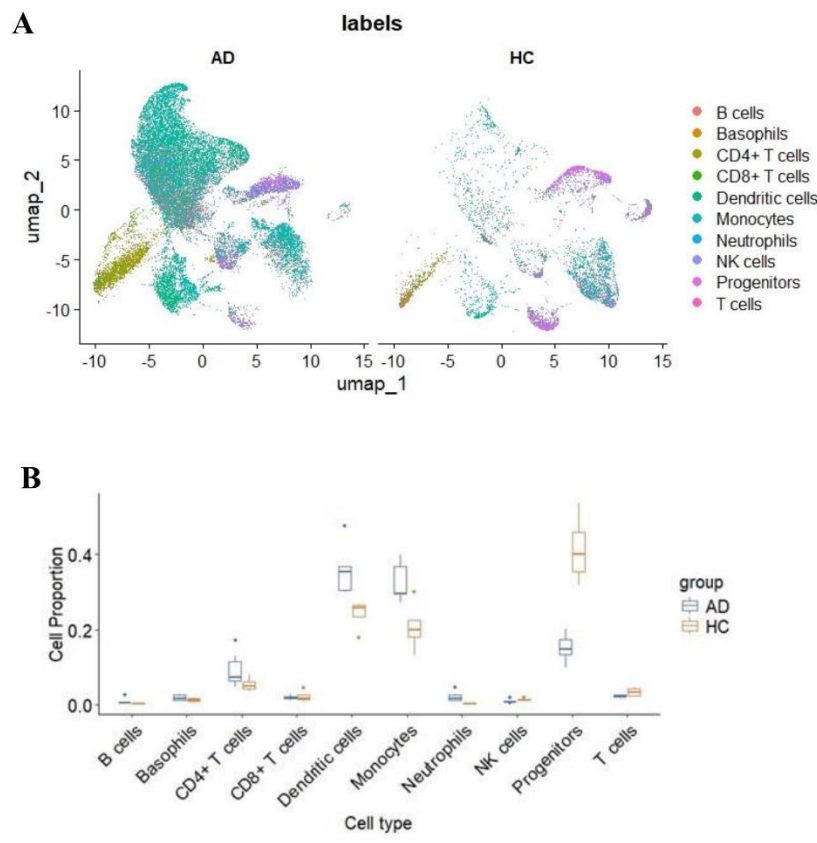 A
labels
AD
HC
10
5
0
-5
-10
umap_2
-10 -5 0 5 10 15 -10 -5 0 5 10 15
umap_1
B cells
Basophils
CD4+ T cells
CD8+ T cells
Dendritic cells
Monocytes
Neutrophils
NK cells
Progenitors
T cells
B
Cell Proportion
0.4
0.2
0.0
B cells
Basophils
CD4+ T cells
CD8+ T cells
Dendritic cells
Monocytes
Neutrophils
NK cells
Progenitors
T cells
Cell type
group
AD
HC